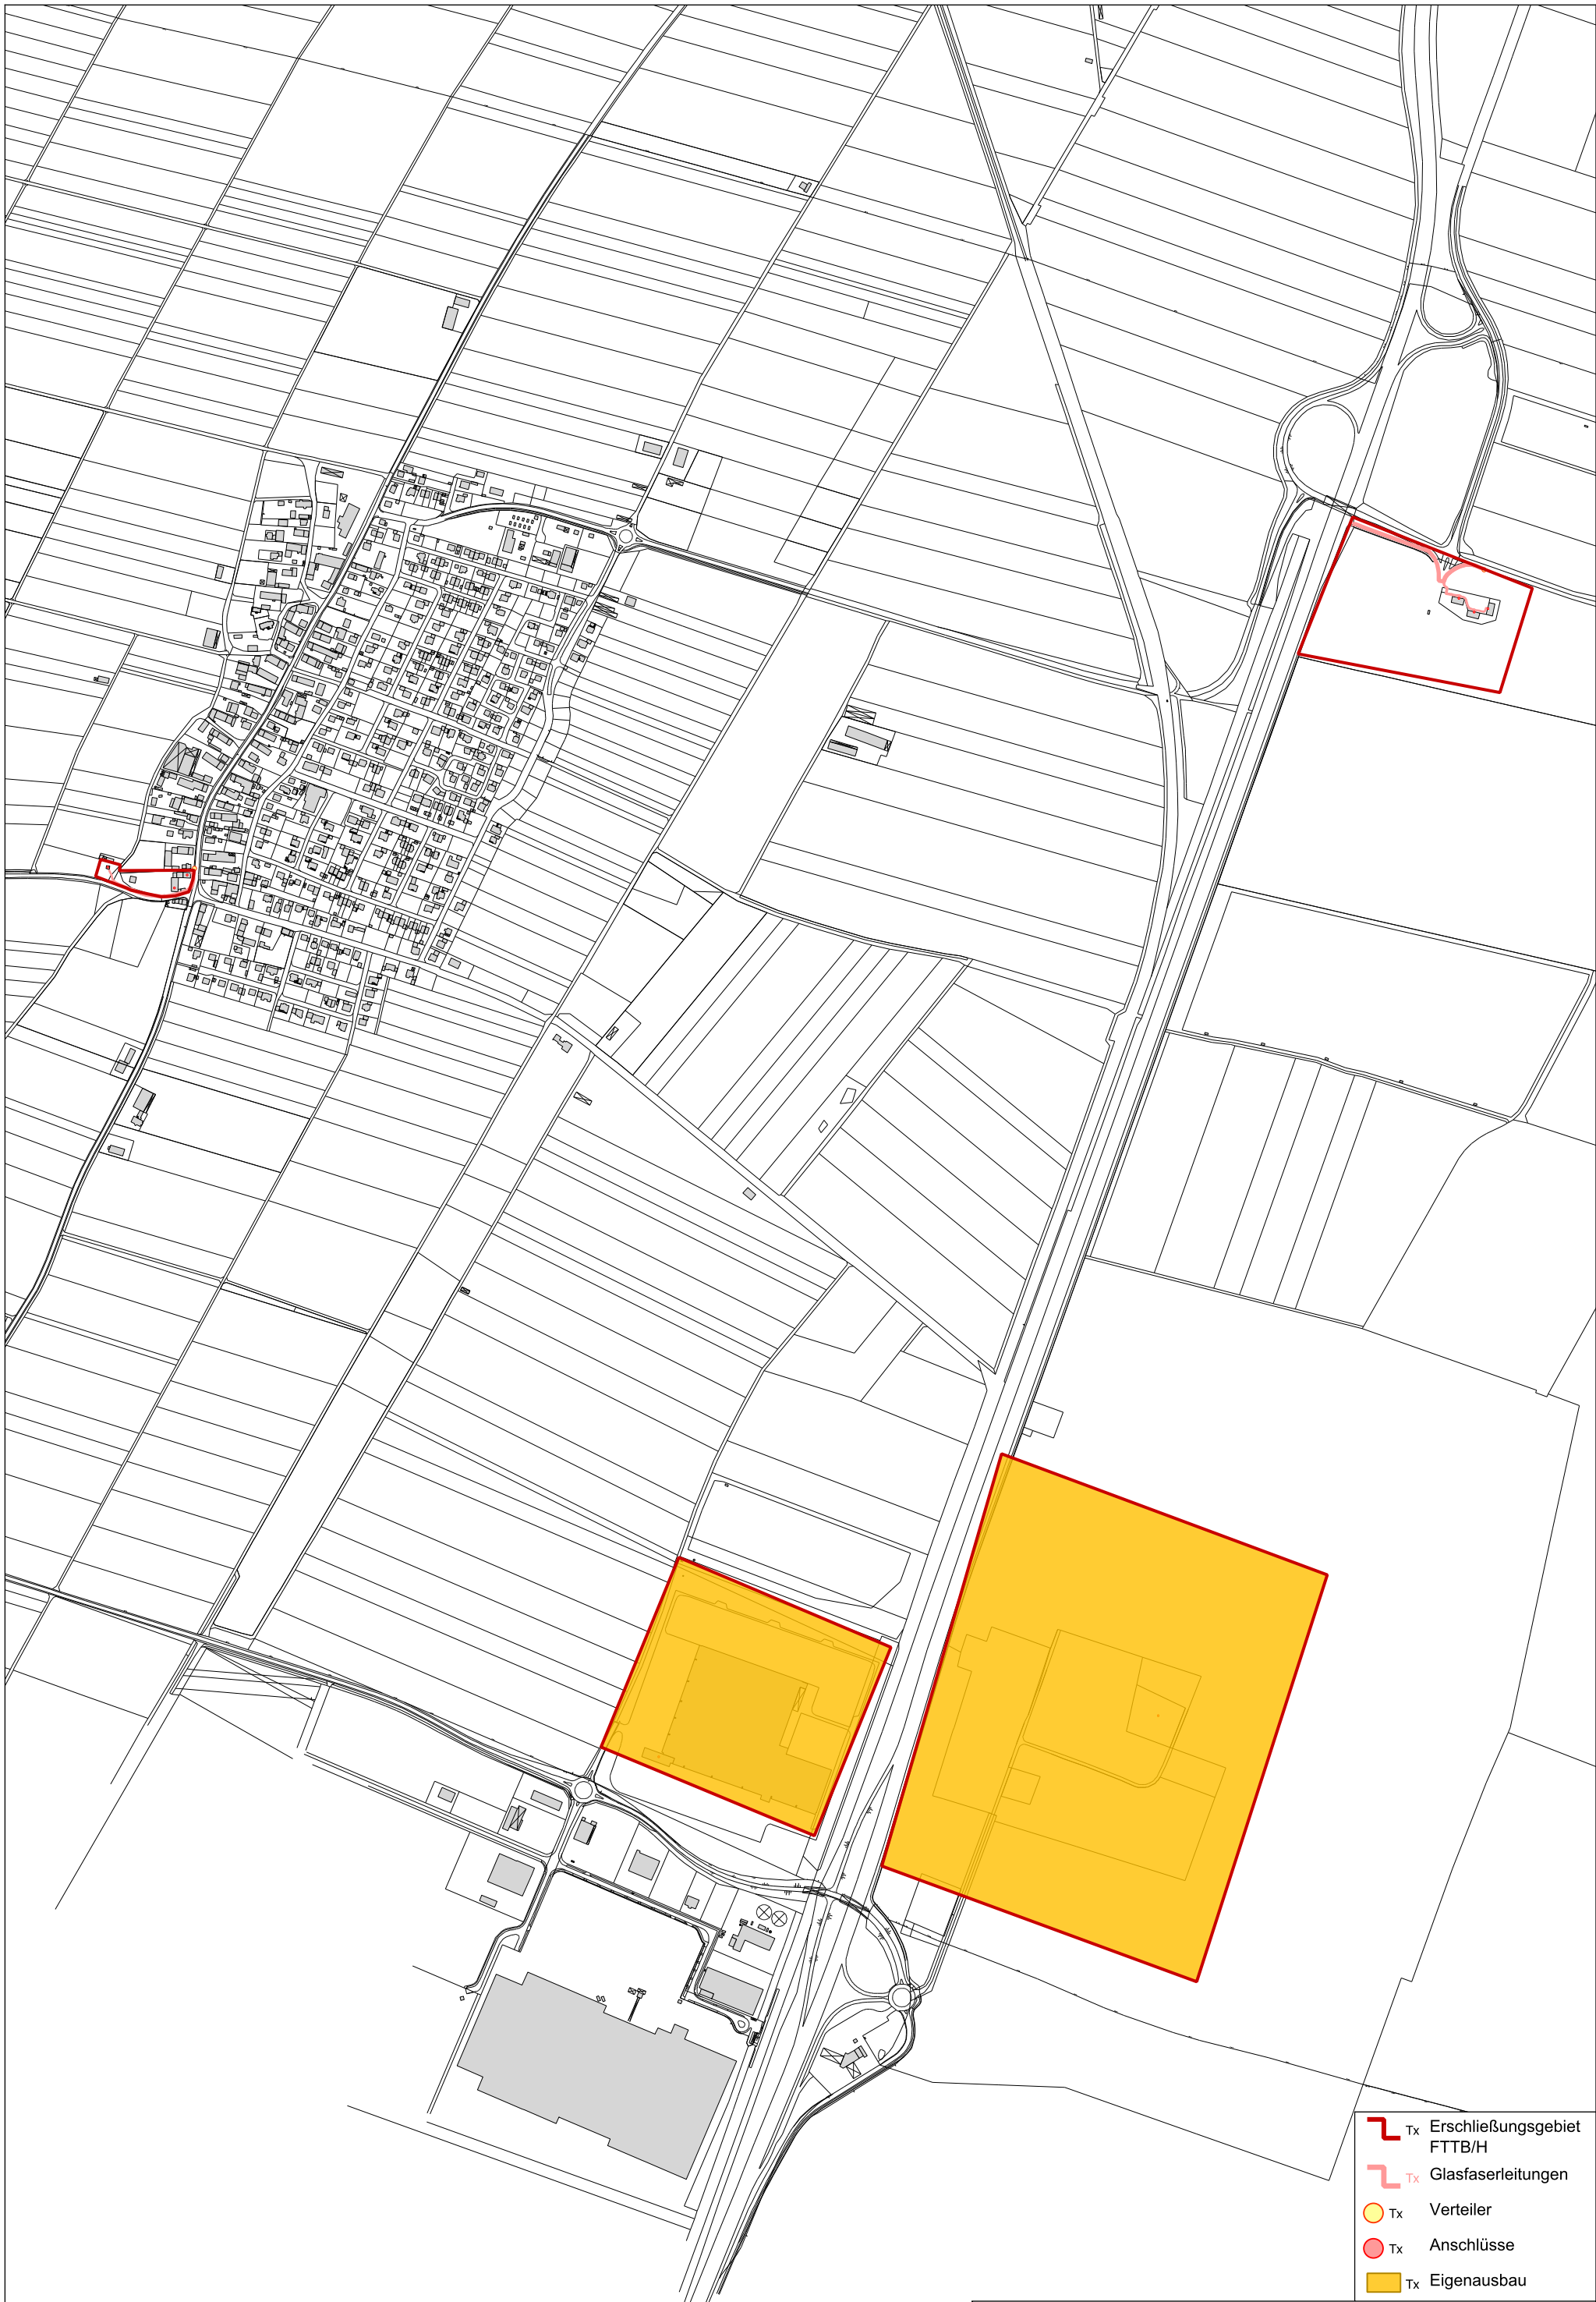 Tx Erschließungsgebiet
FTTB/H
Tx Glasfaserleitungen
Tx Verteiler
Tx Anschlüsse
Tx Eigenausbau